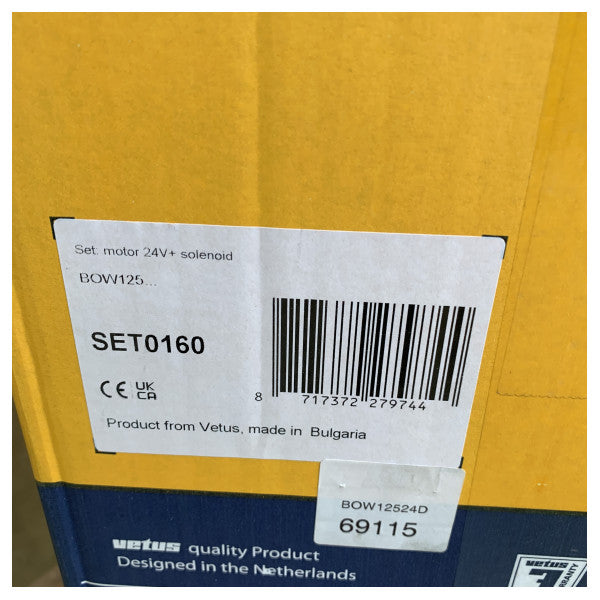 Set. motor 24V+ solenoid
BOW125...
SET0160
CE UK
CA
8 717372 279744
Product from Vetus, made in Bulgaria
BOW12524D
69115
vetus quality Product
Designed in the Netherlands
vetus